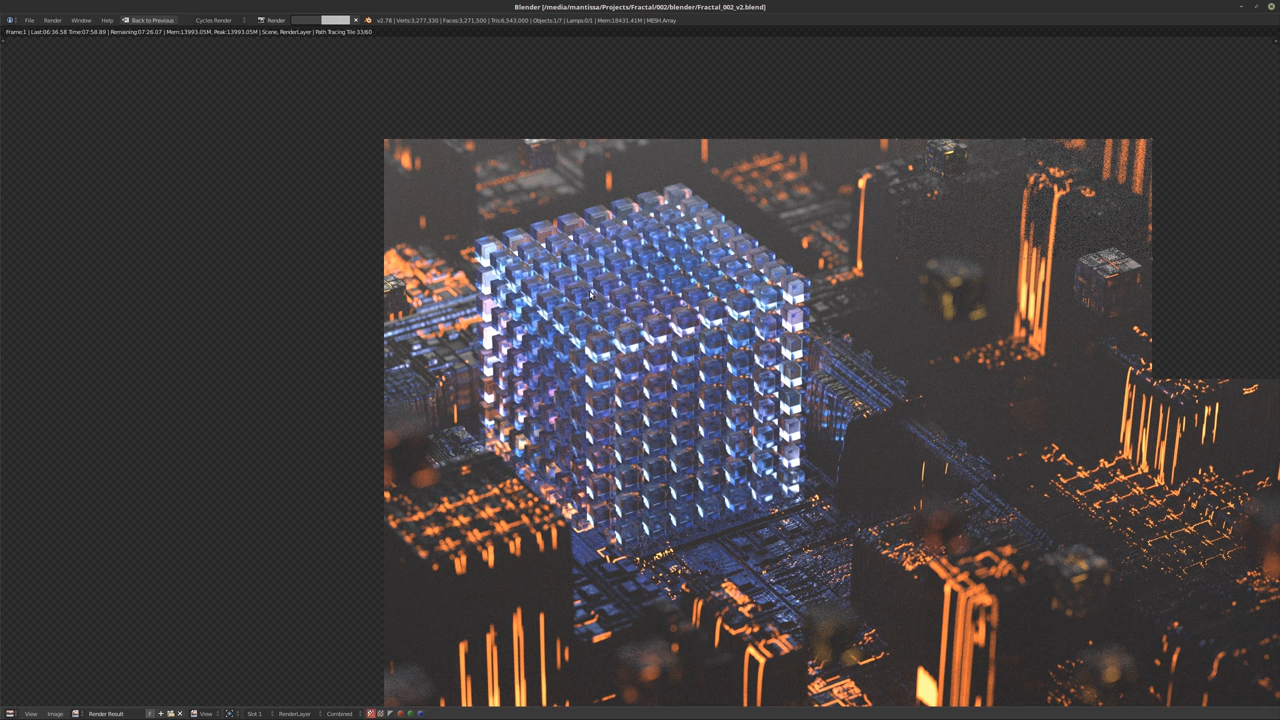 Blender [/media/mantissa/Projects/Fractal/002/blender/Fractal_002_v2.blend]
File Render Window Help Back to Previous Cycles Render Render v2.78 | Verts:3,277,330 | Faces:3,271,500 | Tris:6,543,000 | Objects:1/7 | Lamps:0/1 | Mem:18431.41M | MESH.Array
Frame:1 | Last:06:36.58 Time:07:58.89 | Remaining:07:26.07 | Mem:13993.05M, Peak:13993.05M | Scene, RenderLayer | Path Tracing Tile 33/60
View Image Render Result F View Slot 1 RenderLayer Combined